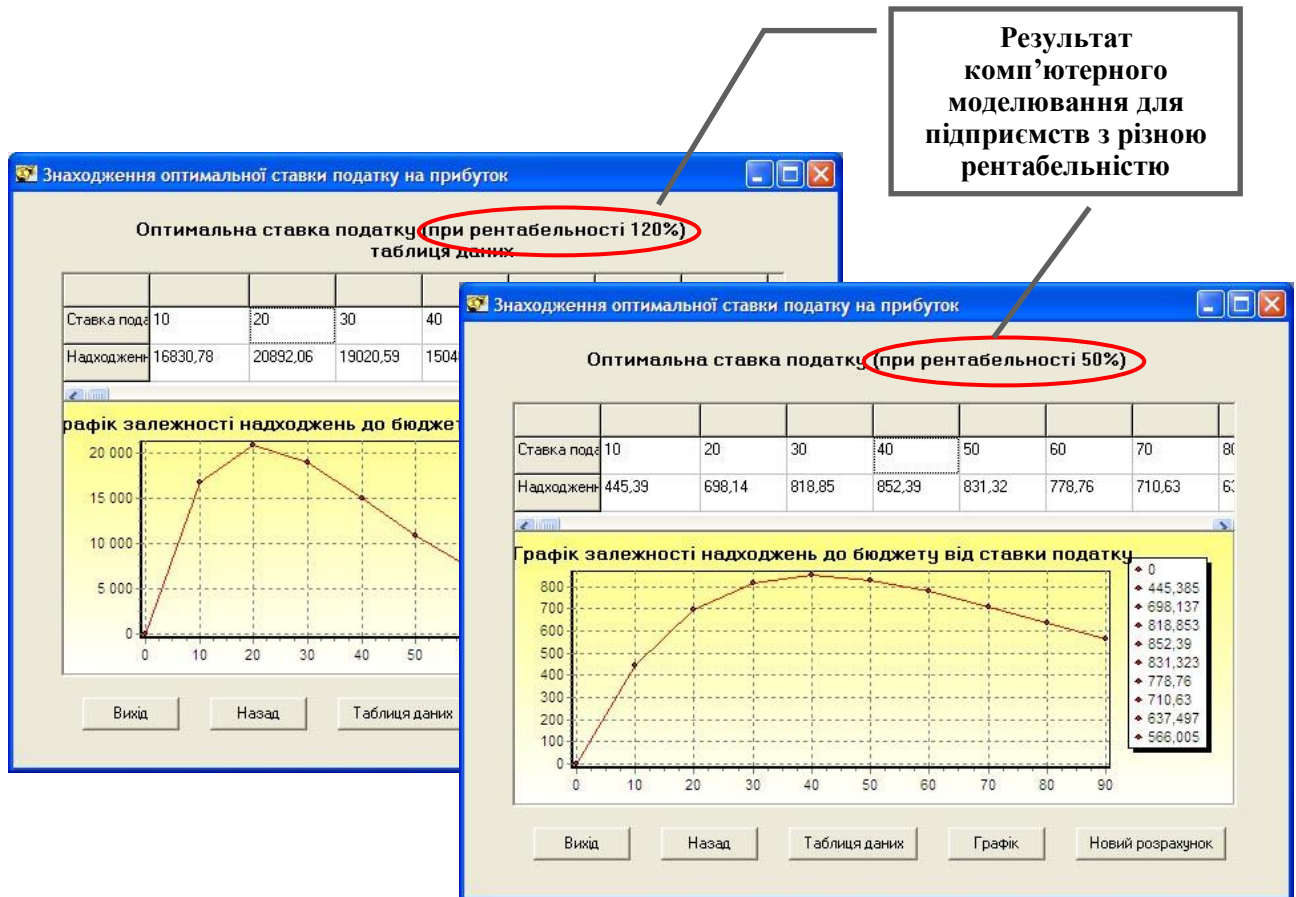 Результат
комп’ютерного
моделювання для
підприємств з різною
рентабельністю
Знаходження оптимальної ставки податку на прибуток
Оптимальна ставка податку (при рентабельності 120%)
таблиця даних
Ставка пода 10 20 30 40
Надходженн 16830,78 20892,06 19020,59 1504
рафік залежності надходжень до бюджет
20 000
15 000
10 000
5 000
0
0 10 20 30 40 50
Вихід Назад Таблиця даних
Знаходження оптимальної ставки податку на прибуток
Оптимальна ставка податку (при рентабельності 50%)
Ставка пода 10 20 30 40 50 60 70 80
Надходженн 445,39 698,14 818,85 852,39 831,32 778,76 710,63
Графік залежності надходжень до бюджету від ставки податку
800
700
600
500
400
300
200
100
0
0 10 20 30 40 50 60 70 80 90
0
445,385
698,137
818,853
852,39
831,323
778,76
710,63
637,497
566,005
Вихід Назад Таблиця даних Графік Новий розрахунок